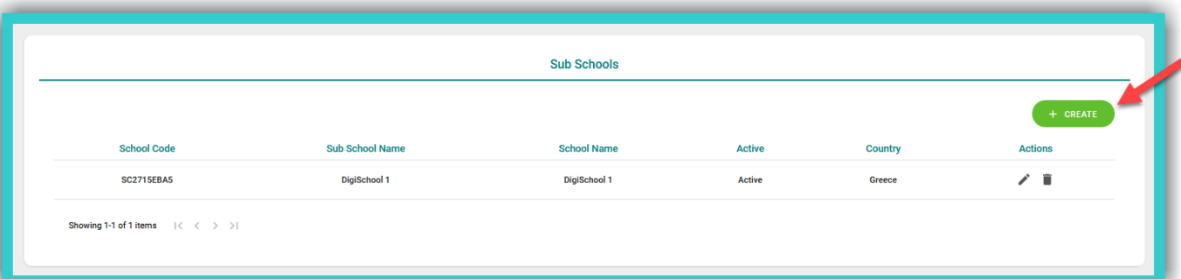 Sub Schools
+ CREATE
School Code Sub School Name School Name Active Country Actions
SC2715EBA5 DigiSchool 1 DigiSchool 1 Active Greece
Showing 1-1 of 1 items